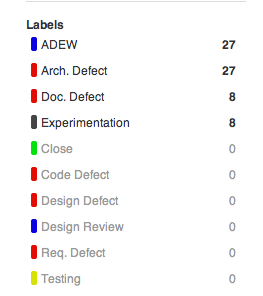 Labels
ADEW 27
Arch. Defect 27
Doc. Defect 8
Experimentation 8
Close 0
Code Defect 0
Design Defect 0
Design Review 0
Req. Defect 0
Testing 0